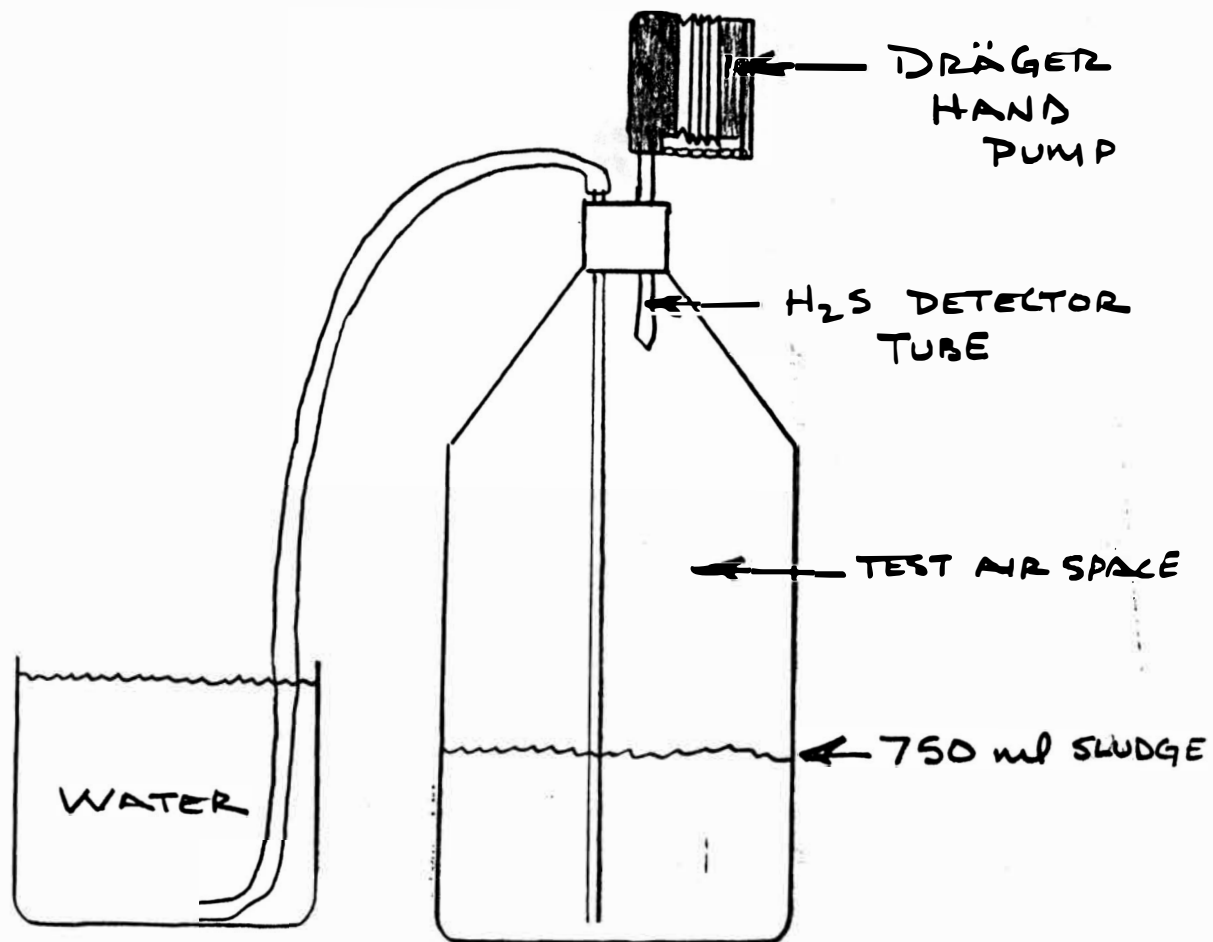 DRÄGER
HAND
PUMP
H₂S DETECTOR
TUBE
TEST AIR SPACE
750 ml SLUDGE
WATER